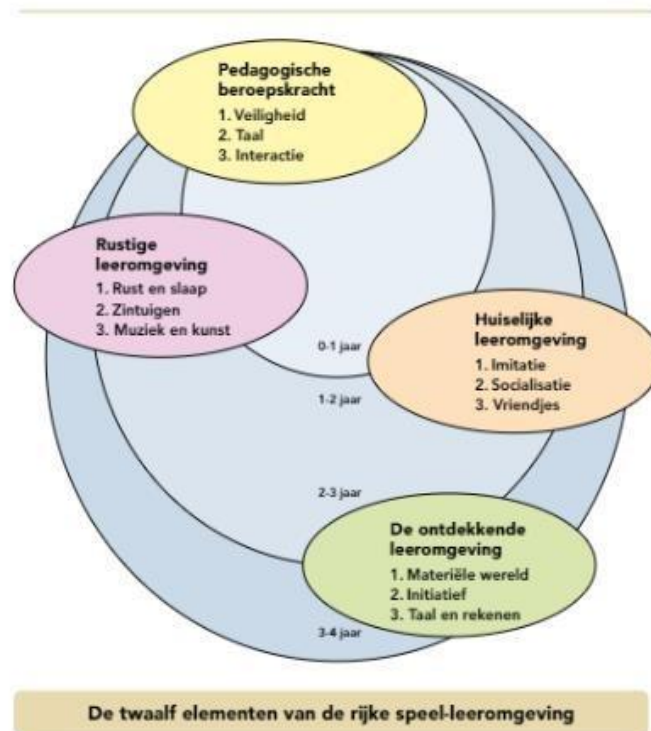 Pedagogische
beroepskracht
1. Veiligheid
2. Taal
3. Interactie
Rustige
leeromgeving
1. Rust en slaap
2. Zintuigen
3. Muziek en kunst
Huiselijke
leeromgeving
1. Imitatie
2. Socialisatie
3. Vriendjes
0-1 jaar
1-2 jaar
2-3 jaar
De ontdekkende
leeromgeving
1. Materiële wereld
2. Initiatief
3. Taal en rekenen
3-4 jaar
De twaalf elementen van de rijke speel-leeromgeving